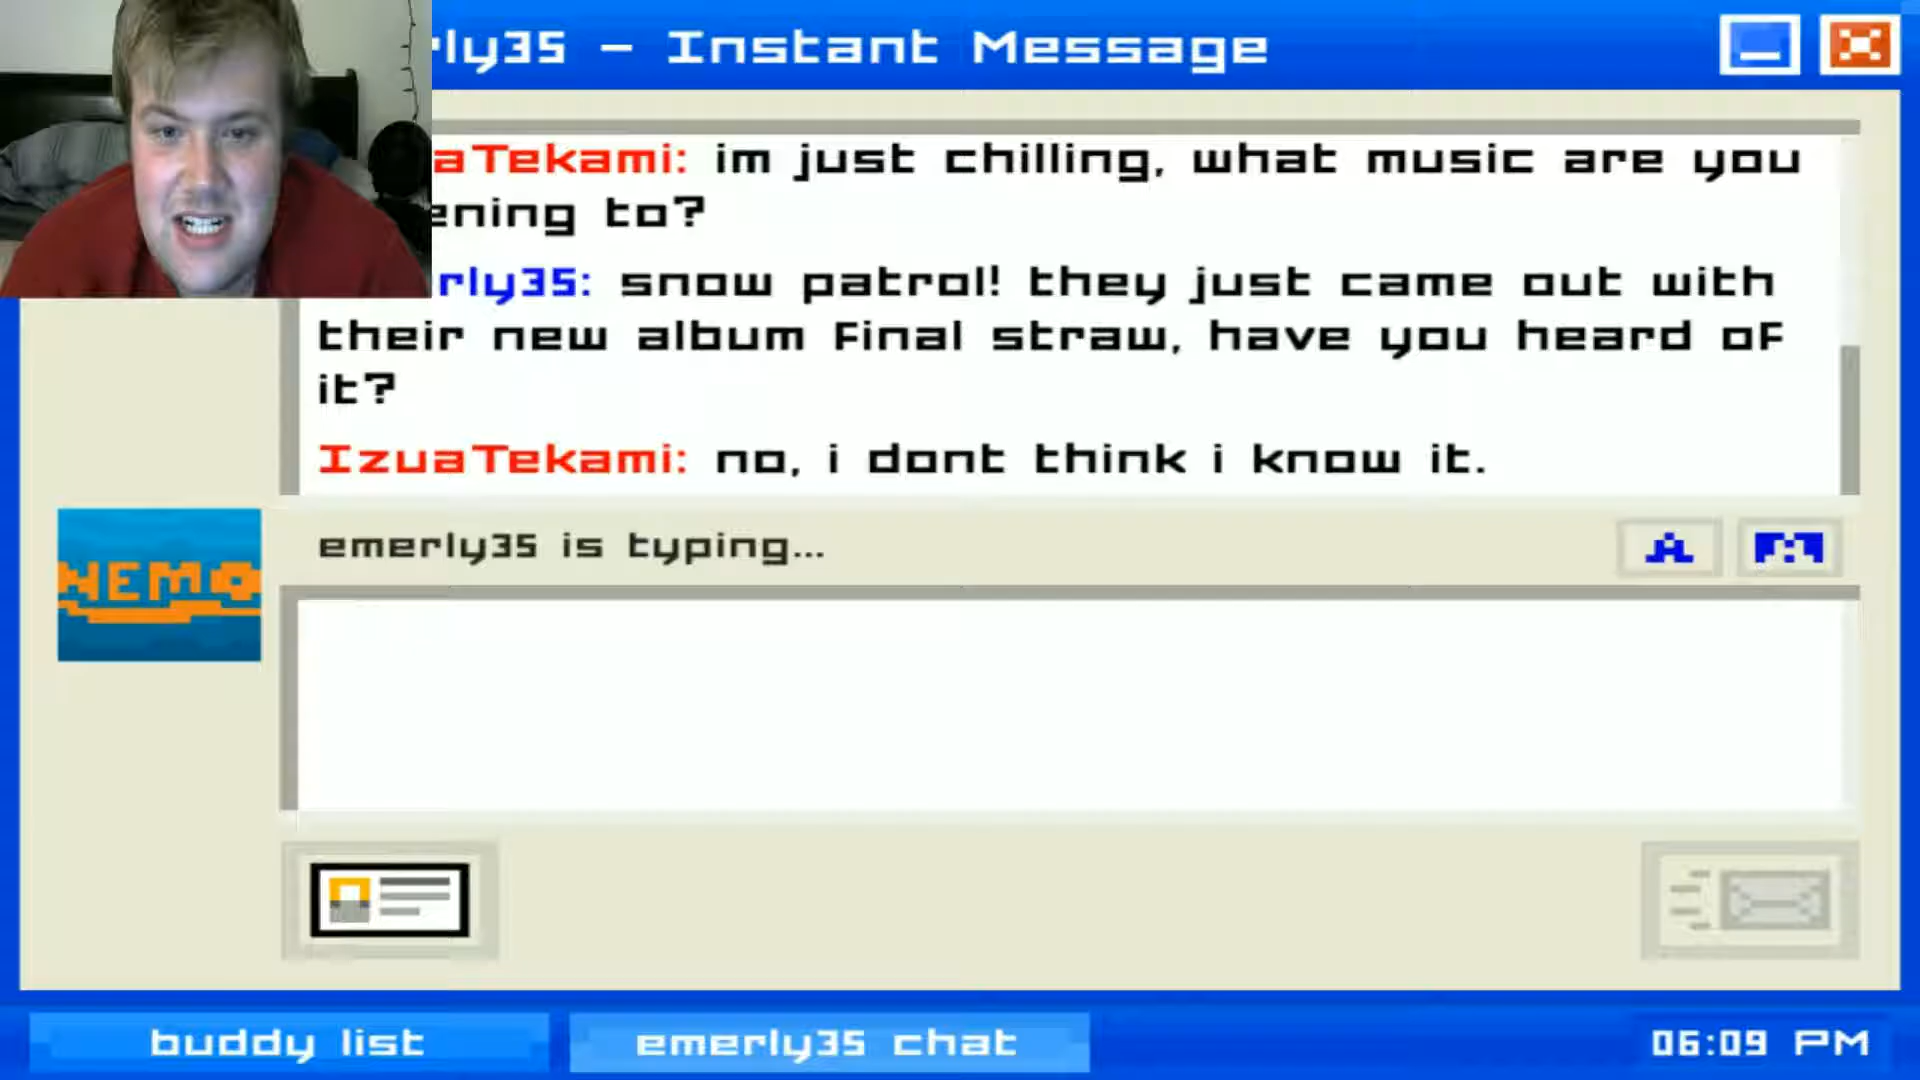 rly35 - Instant Message
aTekami: im just chilling, what music are you
ening to?
rly35: snow patrol! they just came out with
their new album Final straw, have you heard of
it?
IzuaTekami: no, i dont think i know it.
NEMO
emerly35 is typing...
A
buddy list
emerly35 chat
06:09 PM